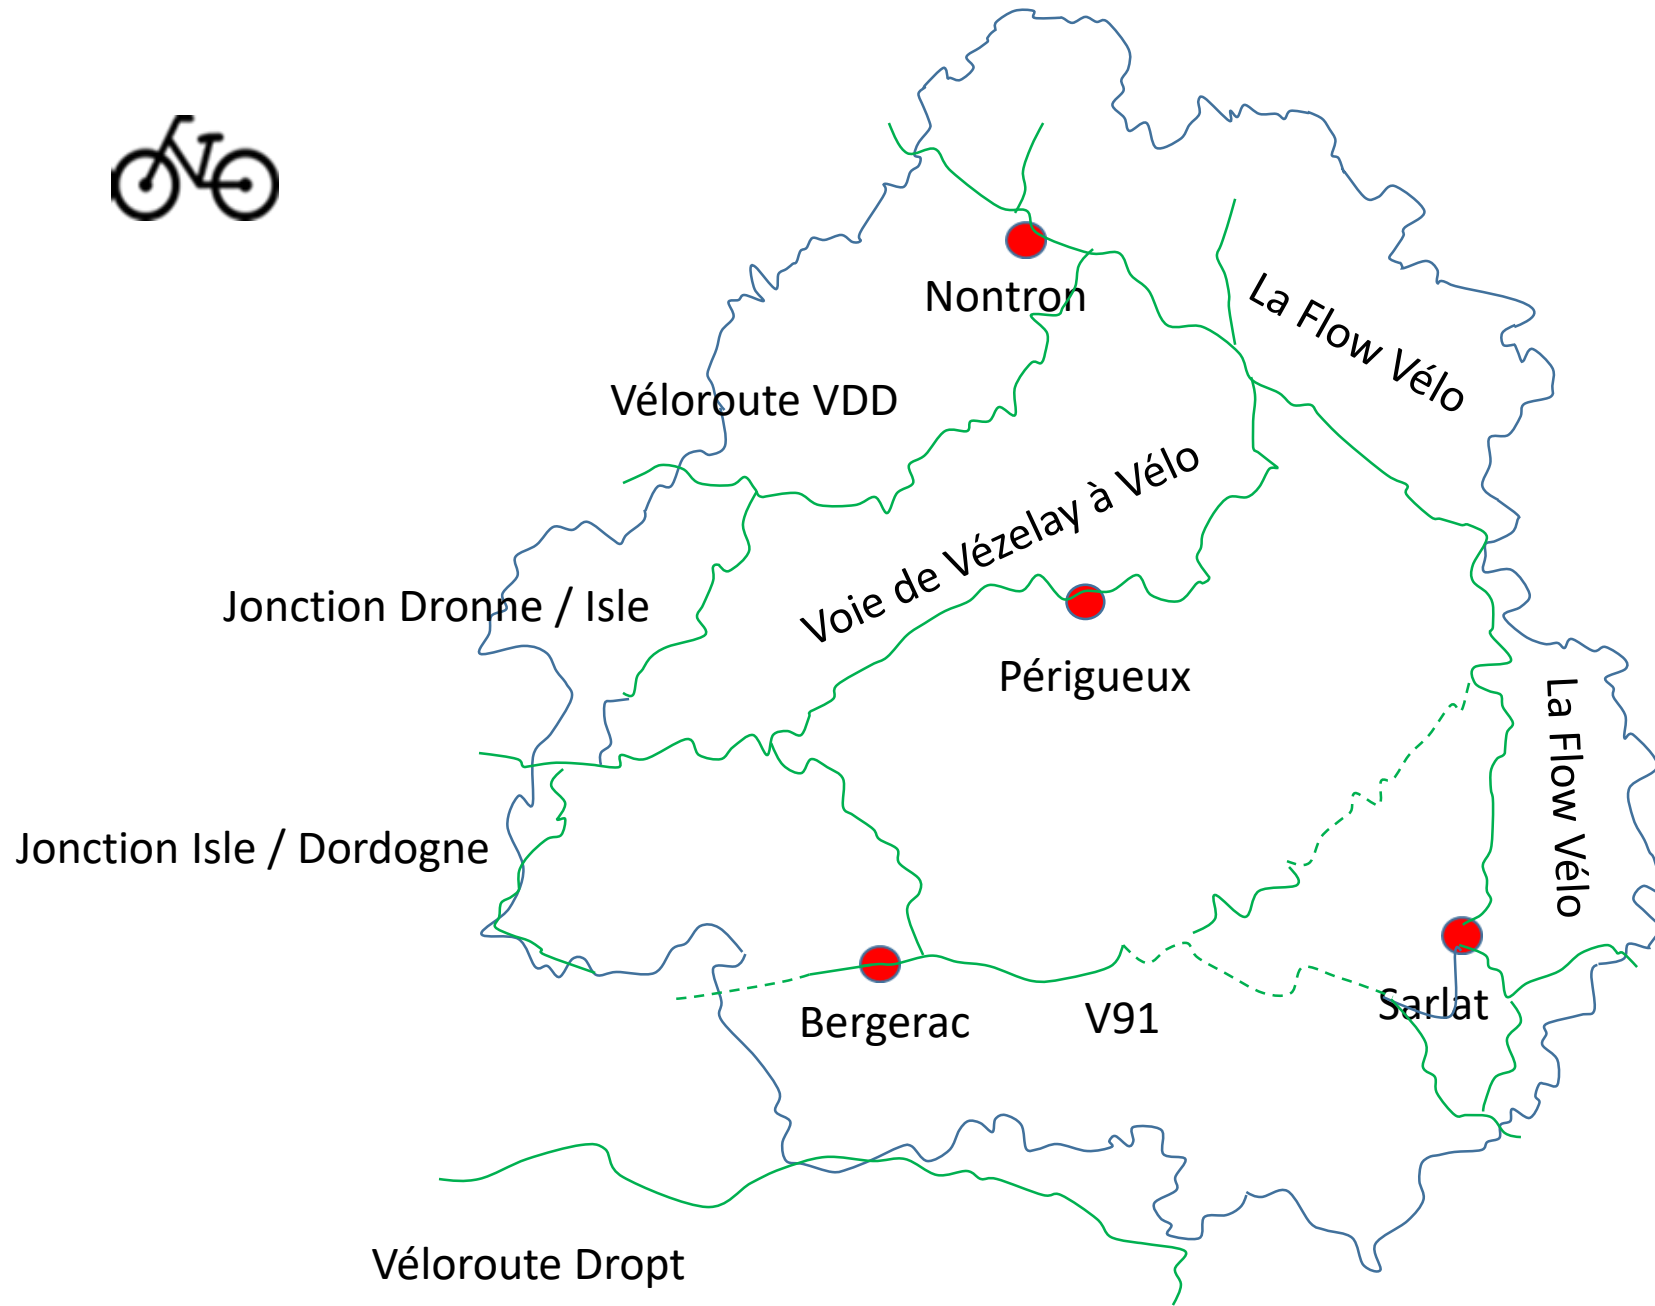 Nontron
La Flow Vélo
Véloroute VDD
Voie de Vézelay à Vélo
Jonction Dronne / Isle
Périgueux
La Flow Vélo
Jonction Isle / Dordogne
Sarlat
Bergerac
V91
Véloroute Dropt